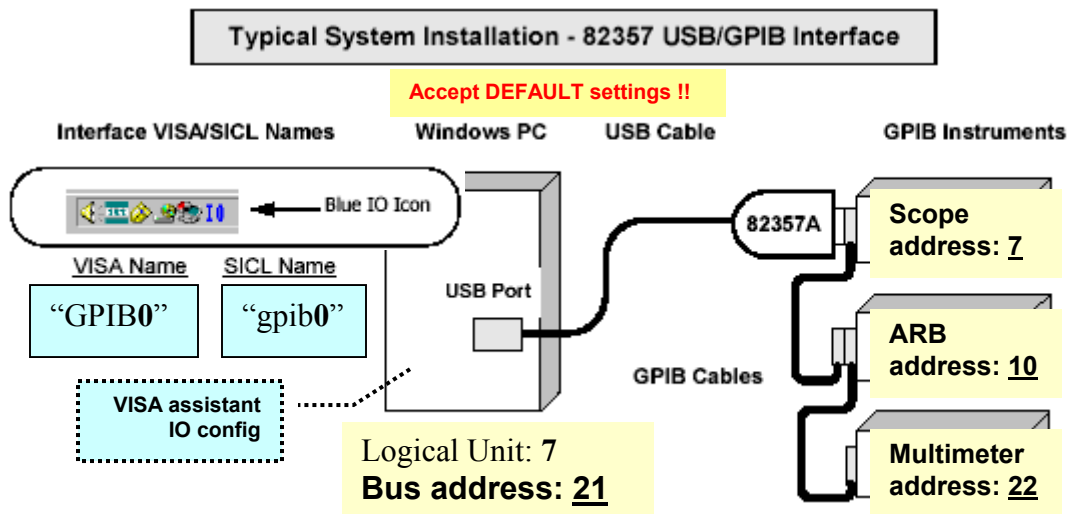 Typical System Installation - 82357 USB/GPIB Interface
Accept DEFAULT settings !!
Interface VISA/SICL Names
Windows PC
USB Cable
GPIB Instruments
IO
Blue IO Icon
82357A
Scope
address: 7
VISA Name
SICL Name
“GPIB0”
“gpib0”
USB Port
ARB
address: 10
GPIB Cables
VISA assistant
IO config
Logical Unit: 7
Bus address: 21
Multimeter
address: 22